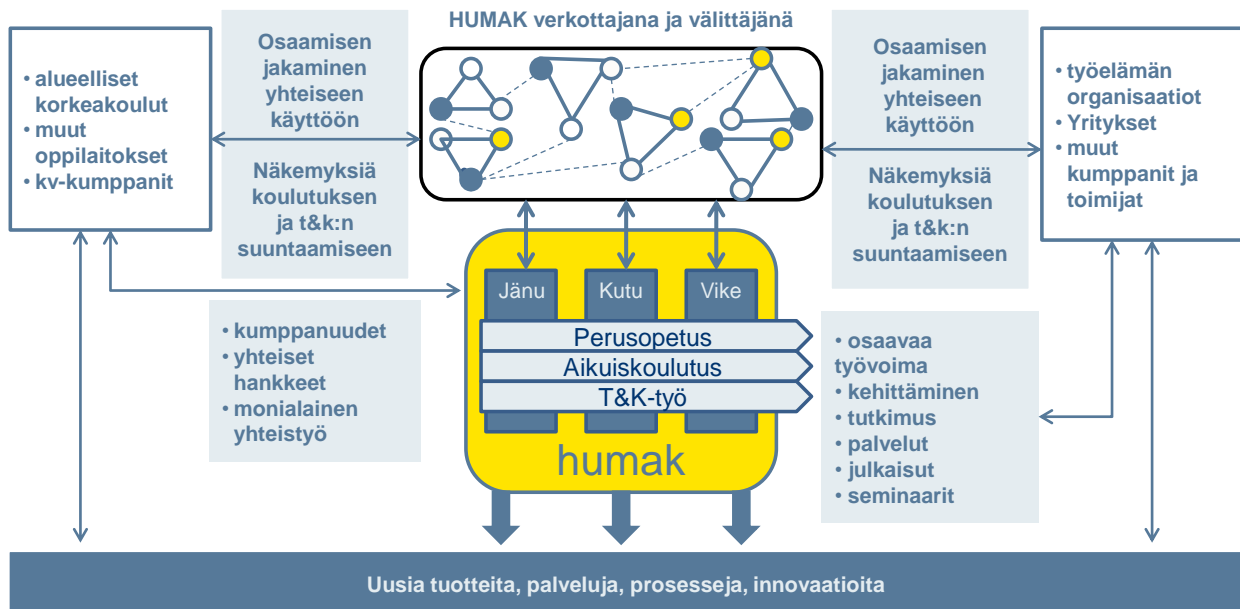 HUMAK verkottajana ja välittäjänä
• alueelliset
korkeakoulut
• muut
oppilaitokset
• kv-kumppanit
Osaamisen
jakaminen
yhteiseen
käyttöön
Näkemyksiä
koulutuksen
ja t&k:n
suuntaamiseen
Osaamisen
jakaminen
yhteiseen
käyttöön
Näkemyksiä
koulutuksen
ja t&k:n
suuntaamiseen
• työelämän
organisaatiot
• Yritykset
• muut
kumppanit ja
toimijat
• kumppanuudet
• yhteiset
hankkeet
• monialainen
yhteistyö
Jänu
Kutu
Vike
Perusopetus
Aikuiskoulutus
T&K-työ
humak
• osaavaa
työvoima
• kehittäminen
• tutkimus
• palvelut
• julkaisut
• seminaarit
Uusia tuotteita, palveluja, prosesseja, innovaatioita